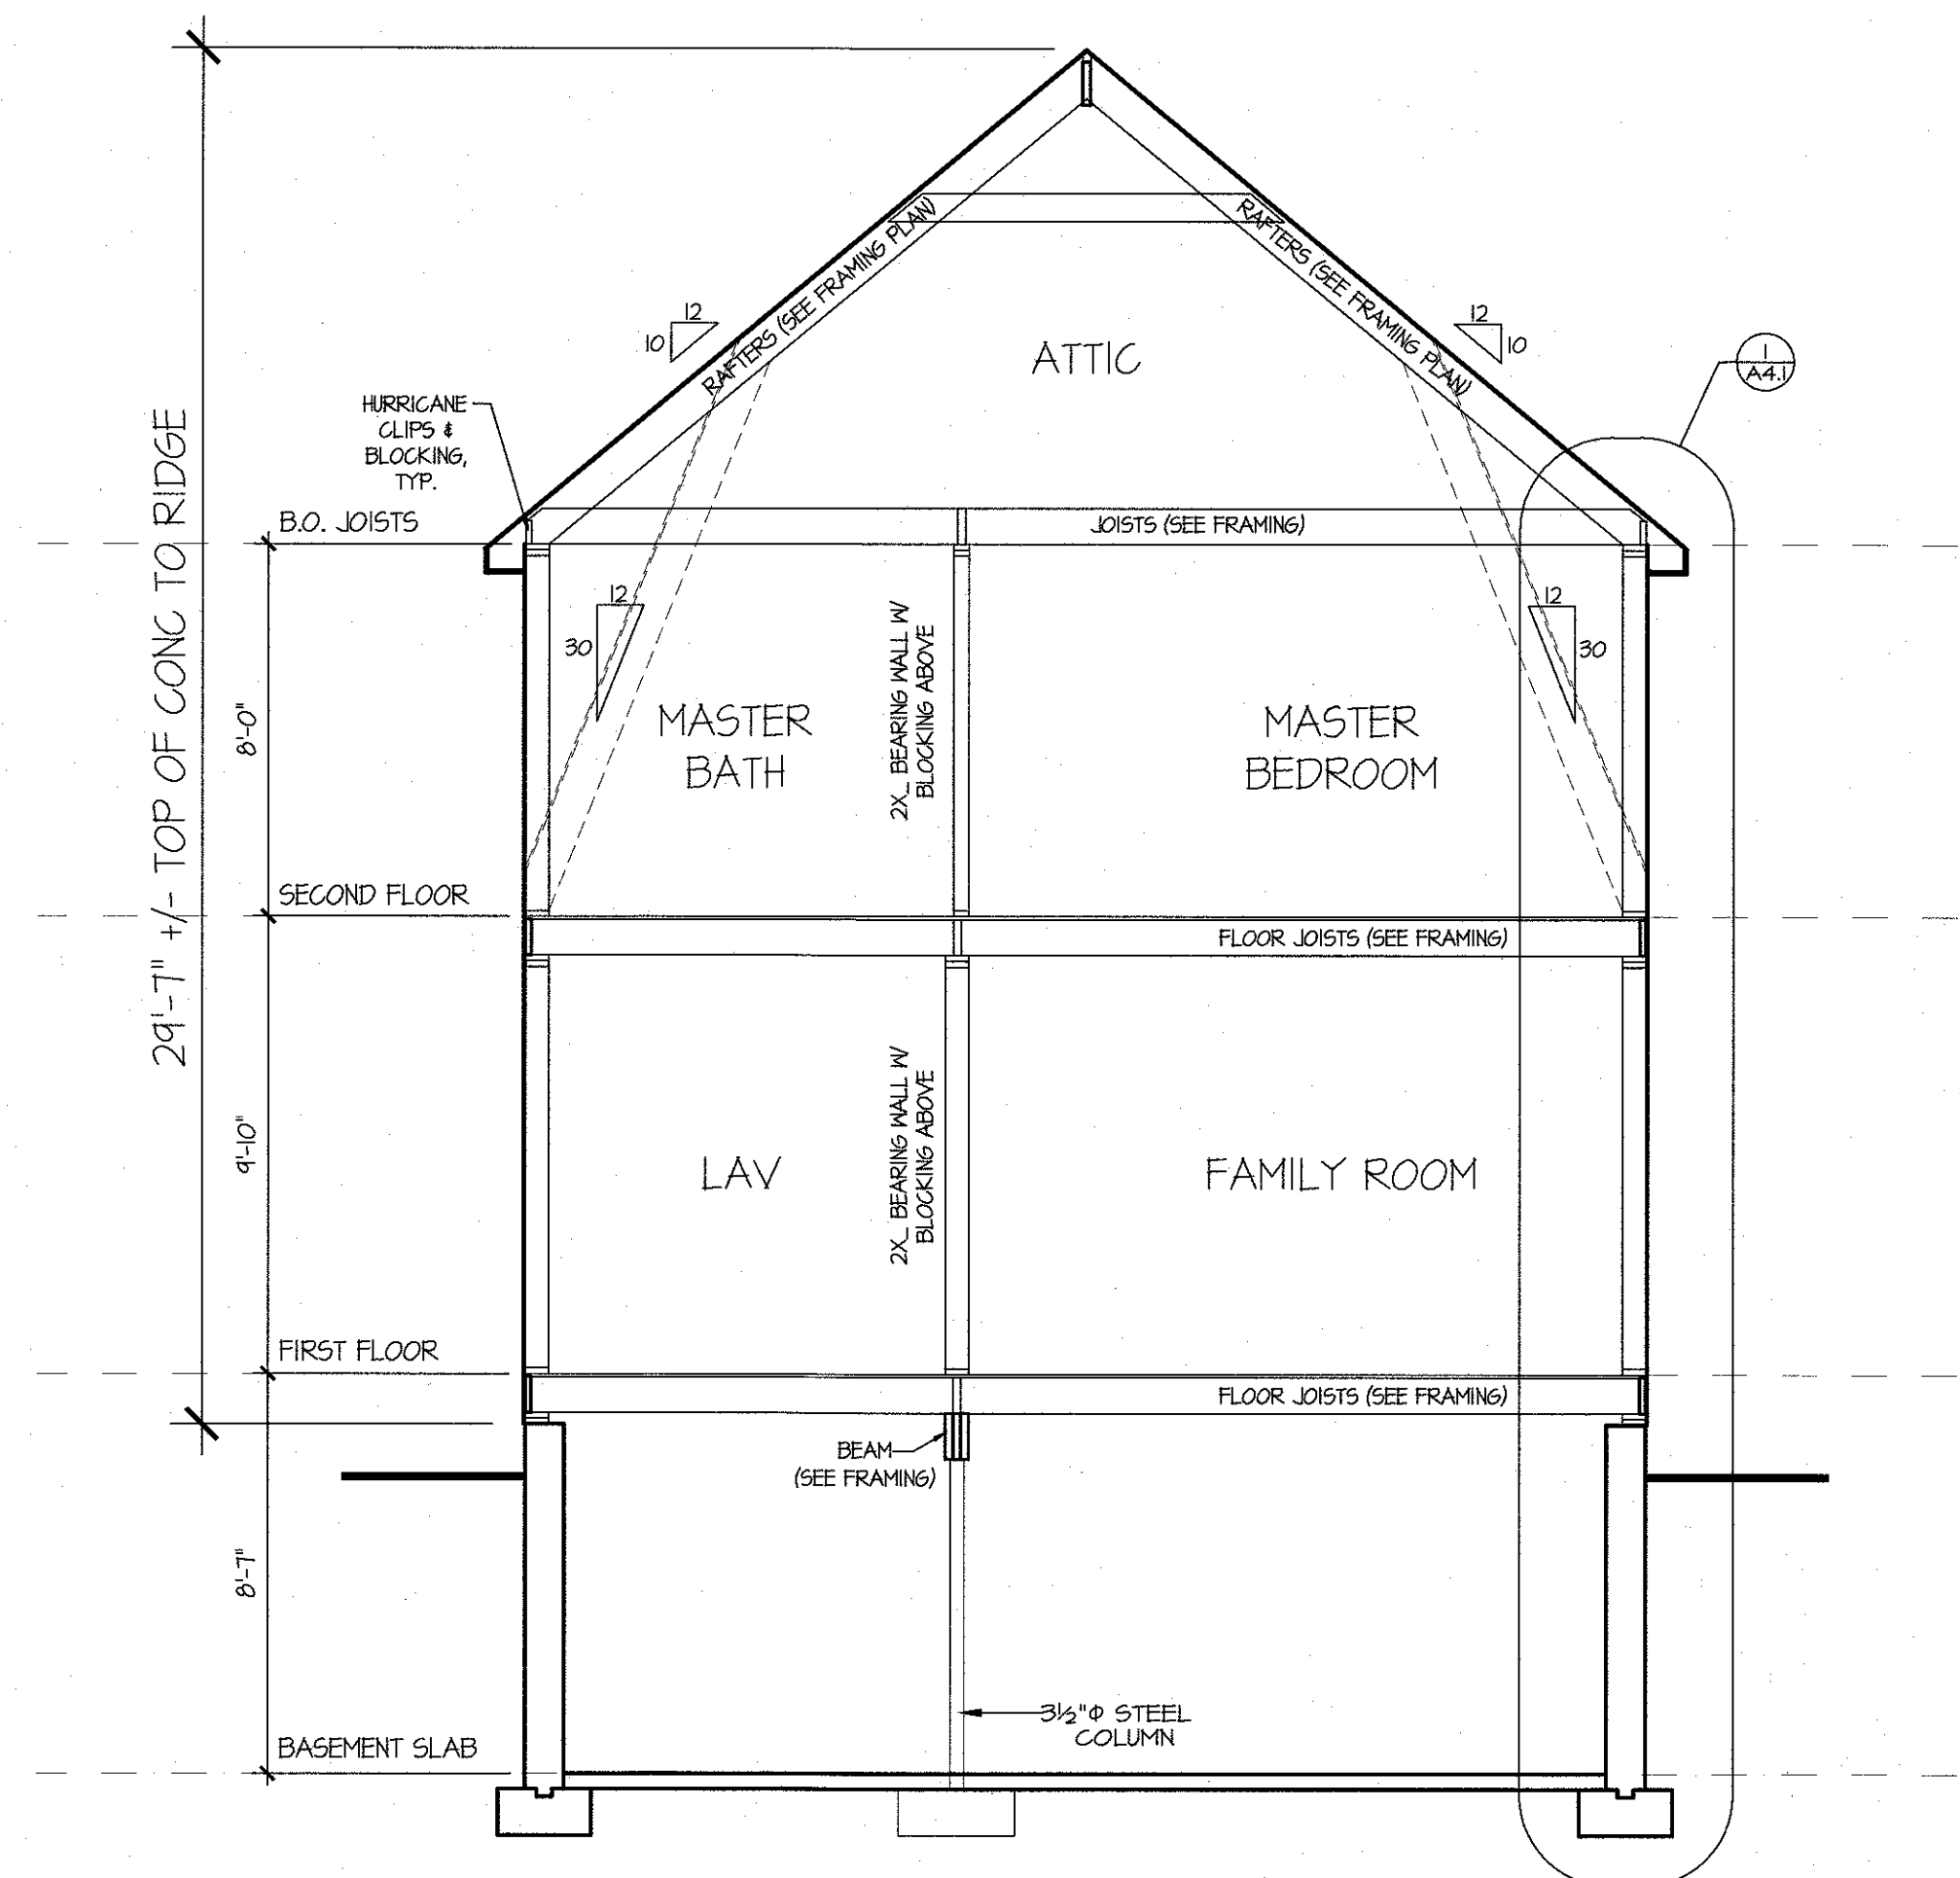 RAFTERS (SEE FRAMING PLAN)
RAFTERS (SEE FRAMING PLAN)
12
10
12
10
ATTIC
1
A4.1
HURRICANE
CLIPS &
BLOCKING,
TYP.
B.O. JOISTS
JOISTS (SEE FRAMING)
29'-7" +/- TOP OF CONC TO RIDGE
8'-0"
12
30
12
30
2X_ BEARING WALL W/
BLOCKING ABOVE
MASTER
BATH
MASTER
BEDROOM
SECOND FLOOR
FLOOR JOISTS (SEE FRAMING)
9'-10"
2X_ BEARING WALL W/
BLOCKING ABOVE
LAV
FAMILY ROOM
FIRST FLOOR
FLOOR JOISTS (SEE FRAMING)
BEAM
(SEE FRAMING)
8'-7"
3½"Φ STEEL
COLUMN
BASEMENT SLAB